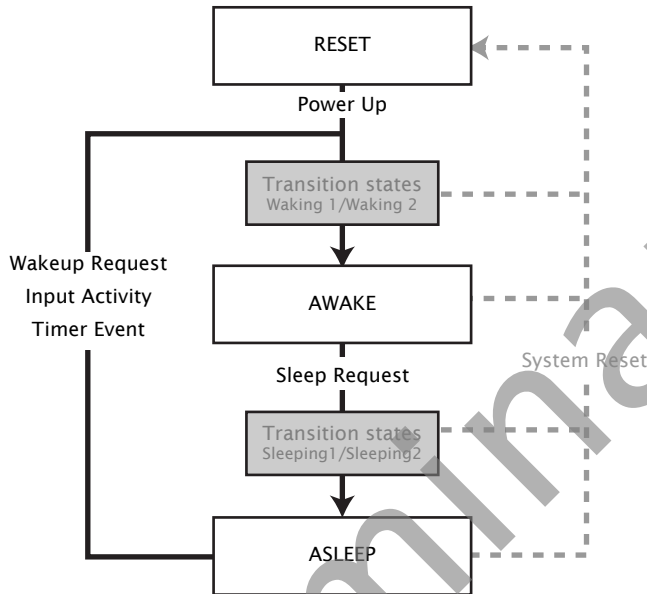 RESET
Power Up
Transition states
Waking 1/Waking 2
Wakeup Request
Input Activity
Timer Event
AWAKE
System Reset
Sleep Request
Transition states
Sleeping1/Sleeping2
ASLEEP